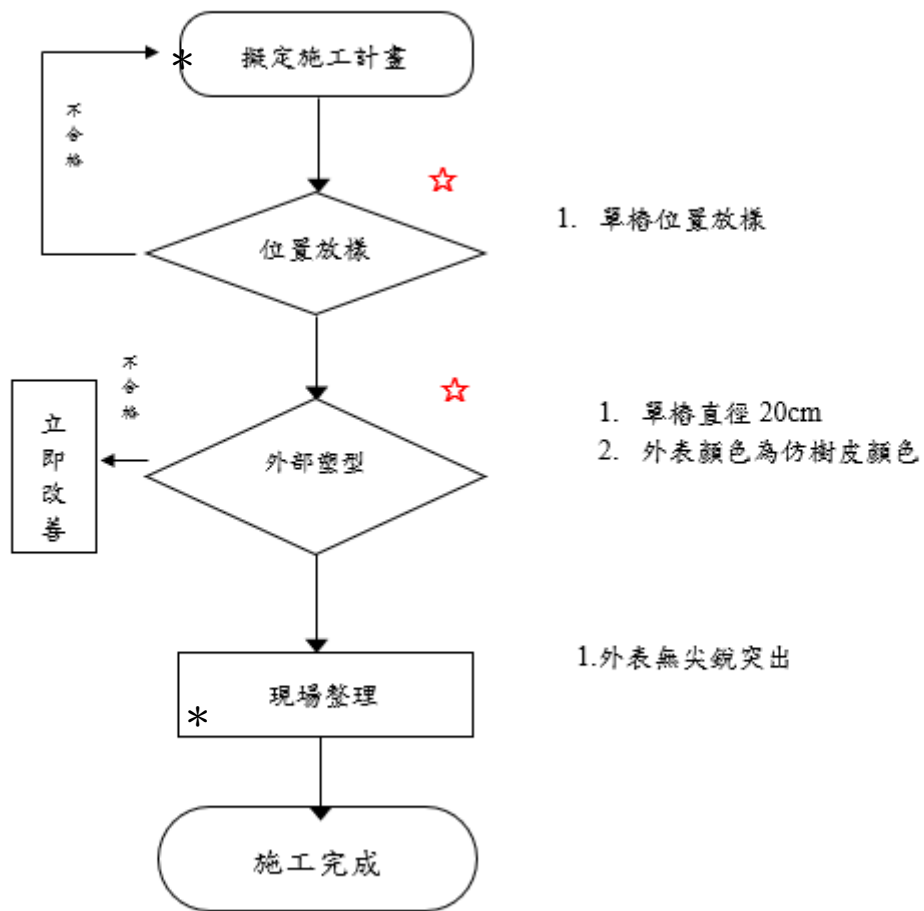 * 擬定施工計畫
不合格
位置放樣
1. 單樁位置放樣
不合格
立即改善
外部塑型
1. 單樁直徑 20cm
2. 外表顏色為仿樹皮顏色
1.外表無尖銳突出
現場整理
*
施工完成